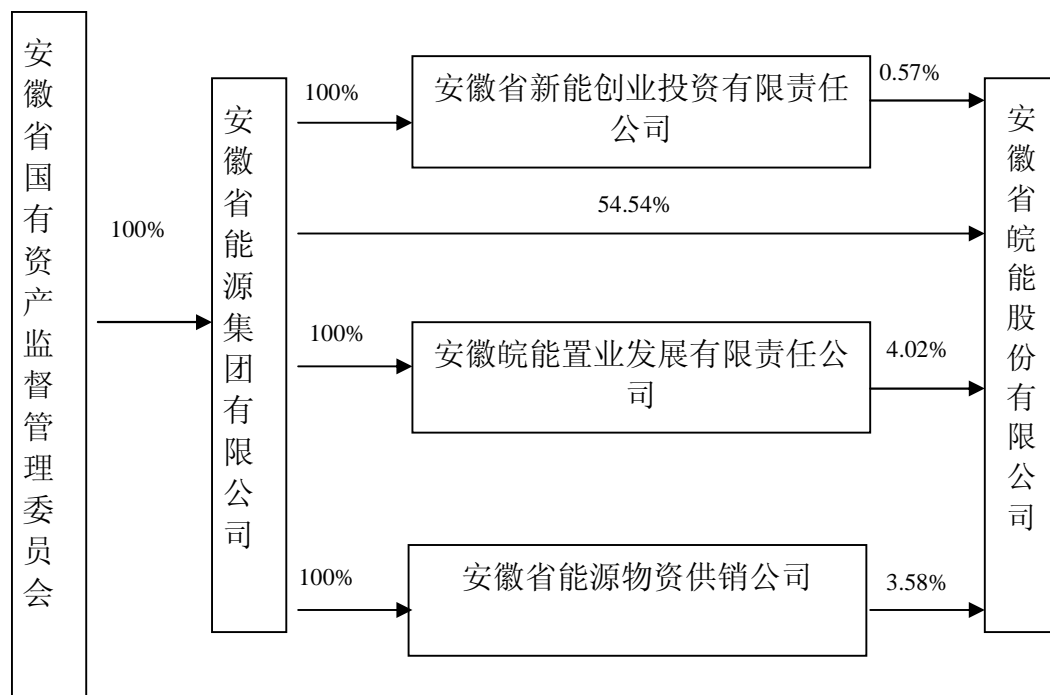 安徽省国有资产监督管理委员会
100%
安徽省能源集团有限公司
100%
安徽省新能创业投资有限责任
公司
0.57%
54.54%
100%
安徽皖能置业发展有限责任公
司
4.02%
100%
安徽省能源物资供销公司
3.58%
安徽省皖能股份有限公司